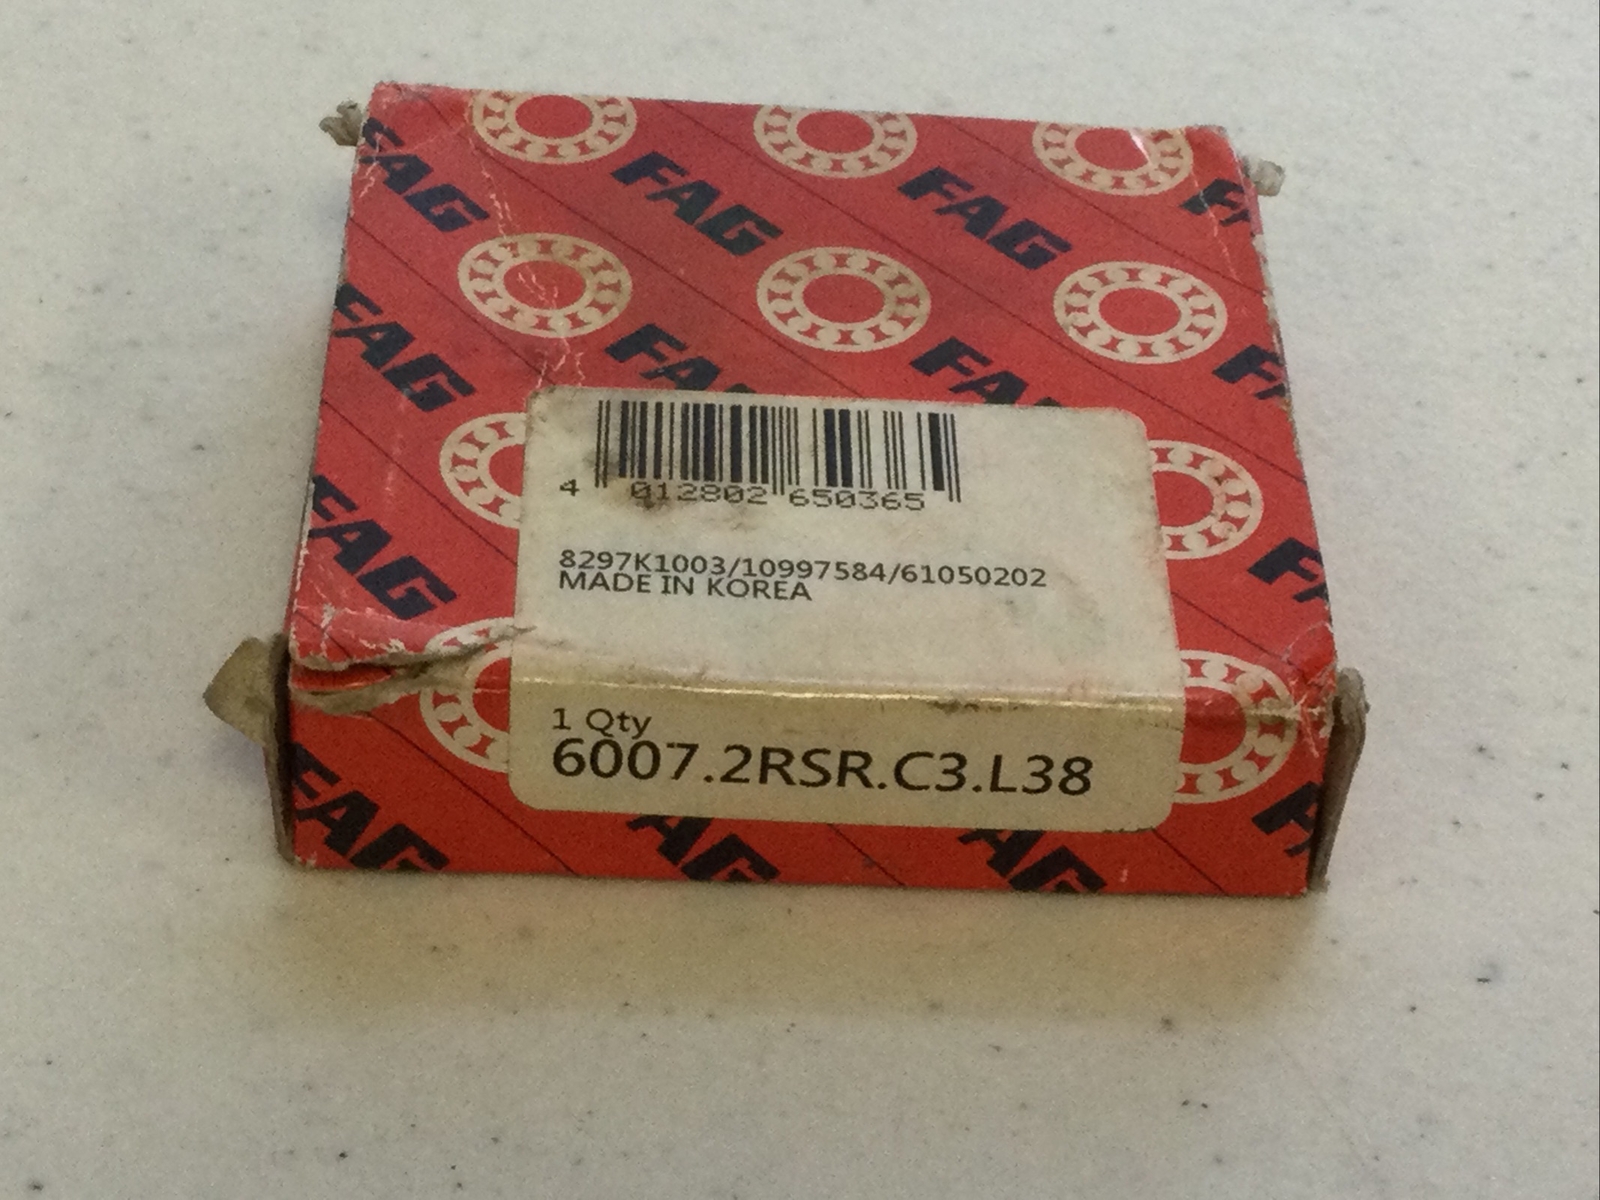 FAG FAG FAG
FAG
FAG
FAG
4 012802 650365
8297K1003/10997584/61050202
MADE IN KOREA
FAG
1 Qty
6007.2RSR.C3.L38
FAG FAG FAG